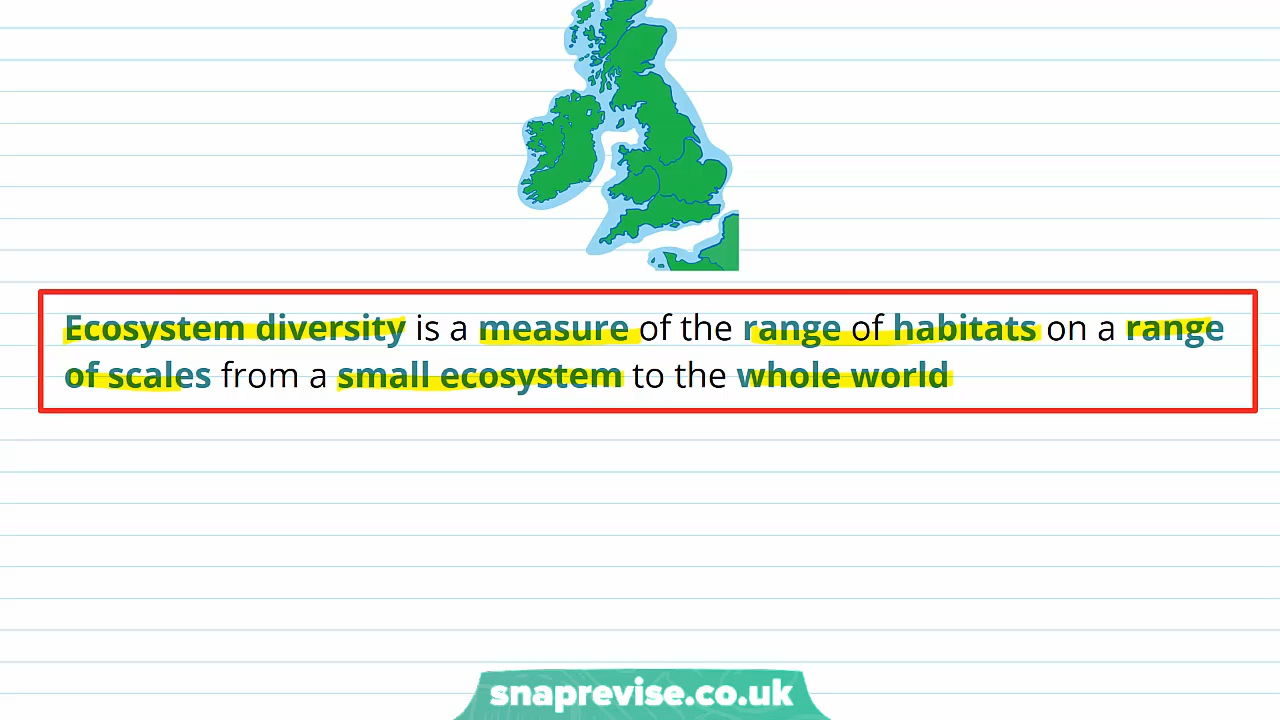 Ecosystem diversity is a measure of the range of habitats on a range
of scales from a small ecosystem to the whole world
snaprevise.co.uk